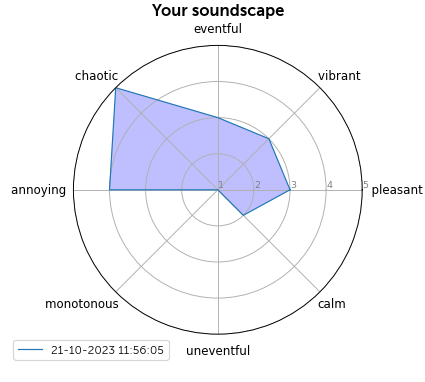 Your soundscape
eventful
chaotic
vibrant
annoying
1 2 3 4 5
pleasant
monotonous
calm
uneventful
21-10-2023 11:56:05